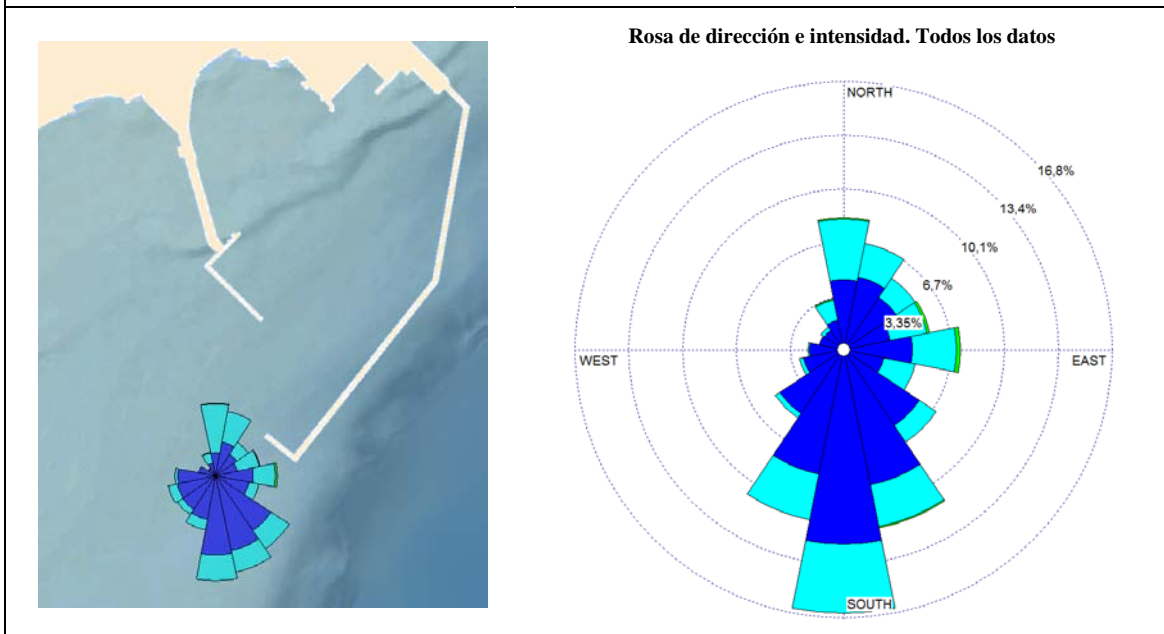 Rosa de dirección e intensidad. Todos los datos
NORTH
16,8%
13,4%
10,1%
6,7%
3,35%
WEST
EAST
SOUTH